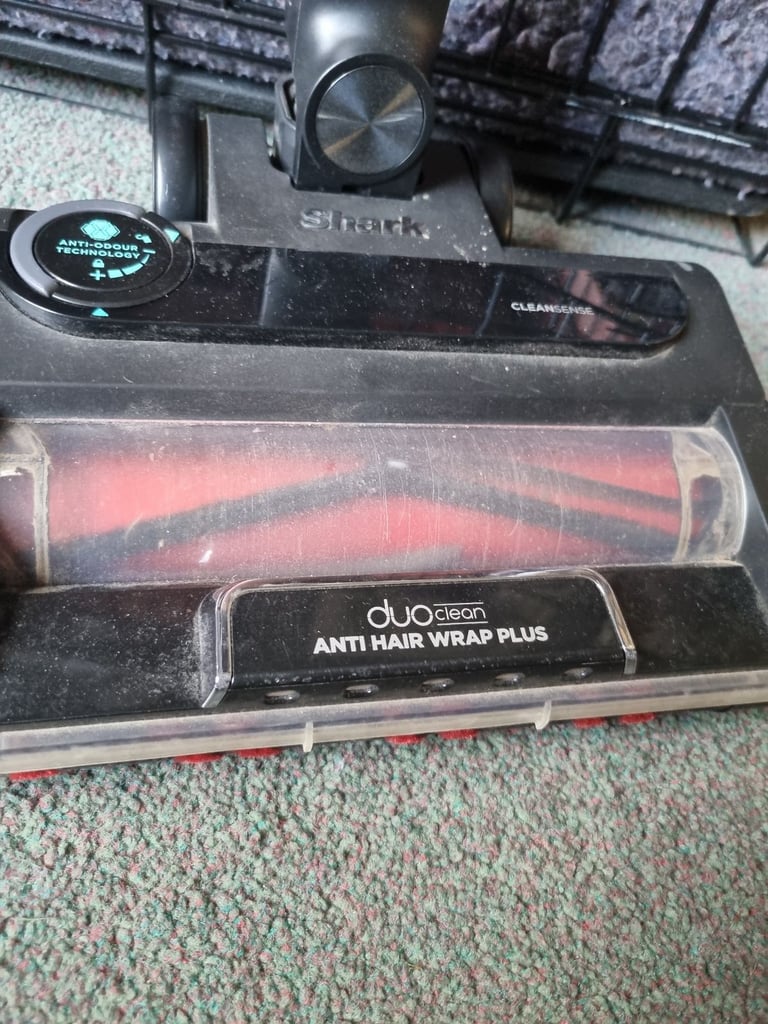 Shark
ANTI-ODOUR
TECHNOLOGY
+
CLEANSENSE
duoclean
ANTI HAIR WRAP PLUS